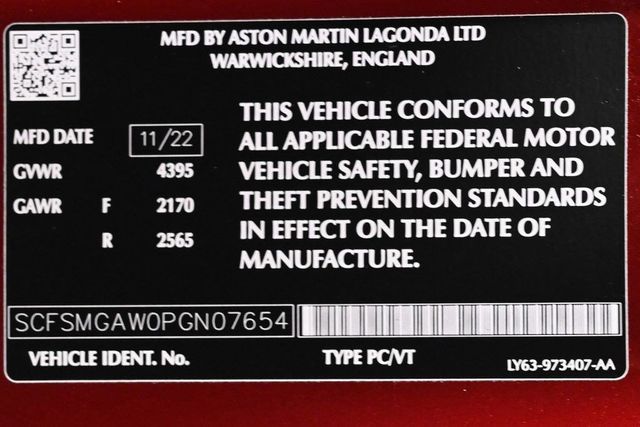 MFD BY ASTON MARTIN LAGONDA LTD
WARWICKSHIRE, ENGLAND
MFD DATE 11/22
GVWR 4395
GAWR F 2170
R 2565
THIS VEHICLE CONFORMS TO
ALL APPLICABLE FEDERAL MOTOR
VEHICLE SAFETY, BUMPER AND
THEFT PREVENTION STANDARDS
IN EFFECT ON THE DATE OF
MANUFACTURE.
SCFSMGAW0PGN07654
VEHICLE IDENT. No. TYPE PC/VT LY63-973407-AA